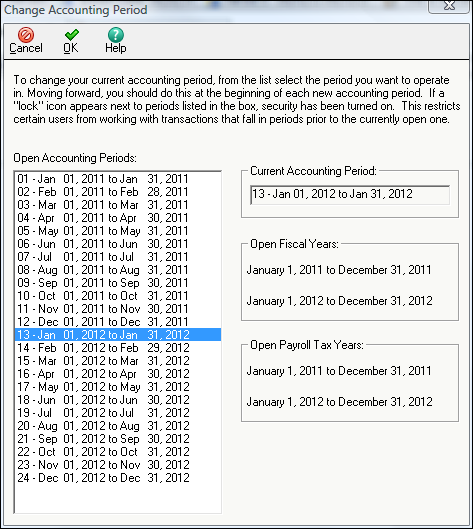 Change Accounting Period
Cancel OK Help
To change your current accounting period, from the list select the period you want to operate
in. Moving forward, you should do this at the beginning of each new accounting period. If a
"lock" icon appears next to periods listed in the box, security has been turned on. This restricts
certain users from working with transactions that fall in periods prior to the currently open one.
Open Accounting Periods:
01 - Jan 01, 2011 to Jan 31, 2011
02 - Feb 01, 2011 to Feb 28, 2011
03 - Mar 01, 2011 to Mar 31, 2011
04 - Apr 01, 2011 to Apr 30, 2011
05 - May 01, 2011 to May 31, 2011
06 - Jun 01, 2011 to Jun 30, 2011
07 - Jul 01, 2011 to Jul 31, 2011
08 - Aug 01, 2011 to Aug 31, 2011
09 - Sep 01, 2011 to Sep 30, 2011
10 - Oct 01, 2011 to Oct 31, 2011
11 - Nov 01, 2011 to Nov 30, 2011
12 - Dec 01, 2011 to Dec 31, 2011
13 - Jan 01, 2012 to Jan 31, 2012
14 - Feb 01, 2012 to Feb 29, 2012
15 - Mar 01, 2012 to Mar 31, 2012
16 - Apr 01, 2012 to Apr 30, 2012
17 - May 01, 2012 to May 31, 2012
18 - Jun 01, 2012 to Jun 30, 2012
19 - Jul 01, 2012 to Jul 31, 2012
20 - Aug 01, 2012 to Aug 31, 2012
21 - Sep 01, 2012 to Sep 30, 2012
22 - Oct 01, 2012 to Oct 31, 2012
23 - Nov 01, 2012 to Nov 30, 2012
24 - Dec 01, 2012 to Dec 31, 2012
Current Accounting Period:
13 - Jan 01, 2012 to Jan 31, 2012
Open Fiscal Years:
January 1, 2011 to December 31, 2011
January 1, 2012 to December 31, 2012
Open Payroll Tax Years:
January 1, 2011 to December 31, 2011
January 1, 2012 to December 31, 2012